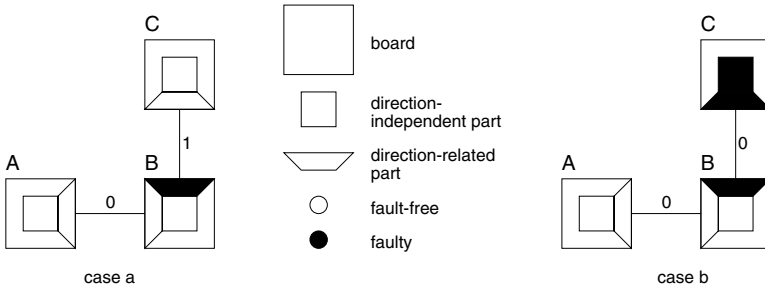 C
A
B
1
0
case a
board
direction-
independent part
direction-related
part
fault-free
faulty
C
A
B
0
0
case b